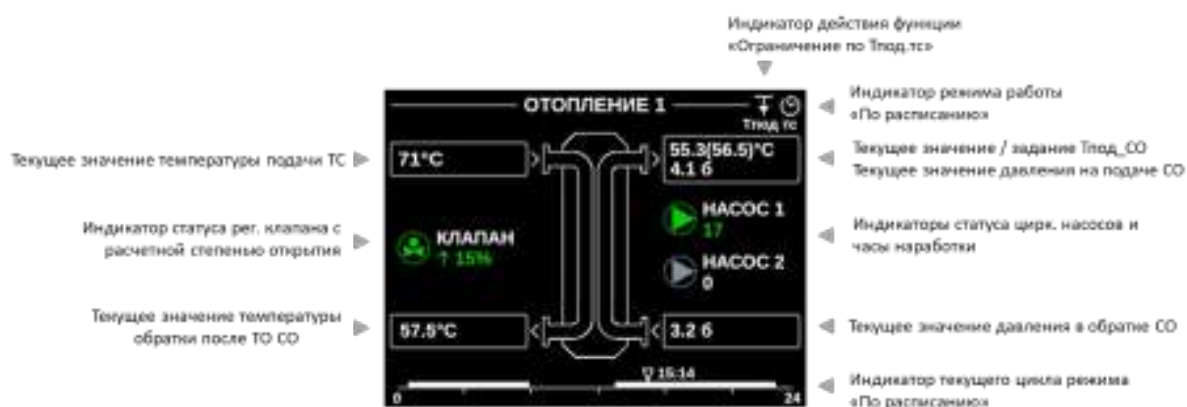 Индикатор действия функции
«Ограничение по Тпод.тс»
ОТОПЛЕНИЕ 1
Тпод тс
Индикатор режима работы
«По расписанию»
Текущее значение температуры подачи ТС
71°C
55.3(56.5)°C
4.1 б
Текущее значение / задание Тпод_СО
Текущее значение давления на подаче СО
Индикатор статуса рег. клапана с
расчетной степенью открытия
КЛАПАН
↑ 15%
НАСОС 1
17
НАСОС 2
0
Индикаторы статуса цирк. насосов и
часы наработки
Текущее значение температуры
обратки после ТО СО
57.5°C
3.2 б
Текущее значение давления в обратке СО
15:14
0
24
Индикатор текущего цикла режима
«По расписанию»